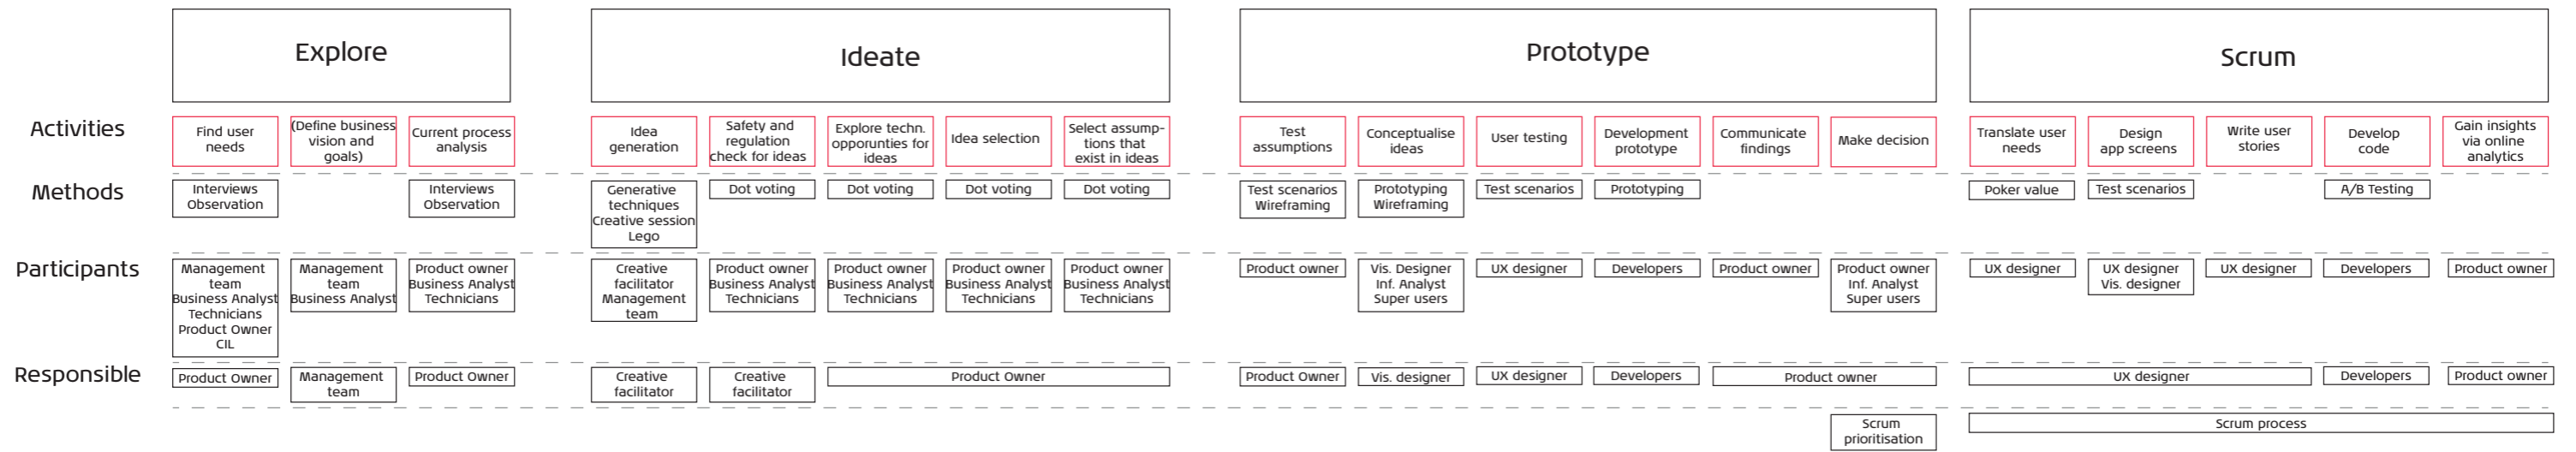 Explore
Ideate
Prototype
Scrum
Activities
Find user
needs
(Define business
vision and
goals)
Current process
analysis
Idea
generation
Safety and
regulation
check for ideas
Explore techn.
opporunties for
ideas
Idea selection
Select assump-
tions that
exist in ideas
Test
assumptions
Conceptualise
ideas
User testing
Development
prototype
Communicate
findings
Make decision
Translate user
needs
Design
app screens
Write user
stories
Develop
code
Gain insights
via online
analytics
Methods
Interviews
Observation
Interviews
Observation
Generative
techniques
Creative session
Lego
Dot voting
Dot voting
Dot voting
Dot voting
Test scenarios
Wireframing
Prototyping
Wireframing
Test scenarios
Prototyping
Poker value
Test scenarios
A/B Testing
Participants
Management
team
Business Analyst
Technicians
Product Owner
CIL
Management
team
Business Analyst
Product owner
Business Analyst
Technicians
Creative
facilitator
Management
team
Product owner
Business Analyst
Technicians
Product owner
Business Analyst
Technicians
Product owner
Business Analyst
Technicians
Product owner
Business Analyst
Technicians
Product owner
Vis. Designer
Inf. Analyst
Super users
UX designer
Developers
Product owner
Product owner
Inf. Analyst
Super users
UX designer
UX designer
Vis. designer
UX designer
Developers
Product owner
Responsible
Product Owner
Management
team
Product Owner
Creative
facilitator
Creative
facilitator
Product Owner
Product Owner
Vis. designer
UX designer
Developers
Product owner
UX designer
Developers
Product owner
Scrum
prioritisation
Scrum process